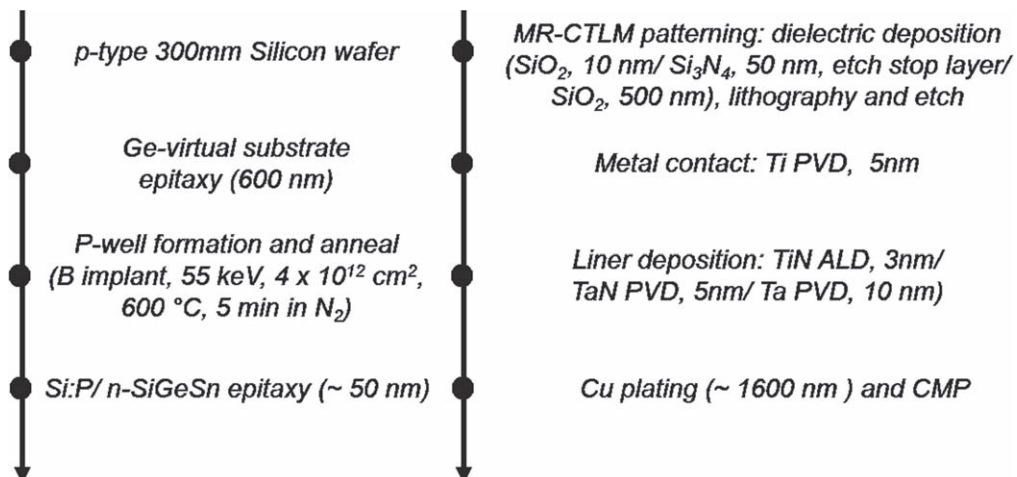 p-type 300mm Silicon wafer
Ge-virtual substrate
epitaxy (600 nm)
P-well formation and anneal
(B implant, 55 keV, 4 x 10¹² cm², 
600 °C, 5 min in N₂)
Si:P/ n-SiGeSn epitaxy (~ 50 nm)
MR-CTLM patterning: dielectric deposition
(SiO₂, 10 nm/ Si₃N₄, 50 nm, etch stop layer/
SiO₂, 500 nm), lithography and etch
Metal contact: Ti PVD, 5nm
Liner deposition: TiN ALD, 3nm/
TaN PVD, 5nm/ Ta PVD, 10 nm)
Cu plating (~ 1600 nm ) and CMP